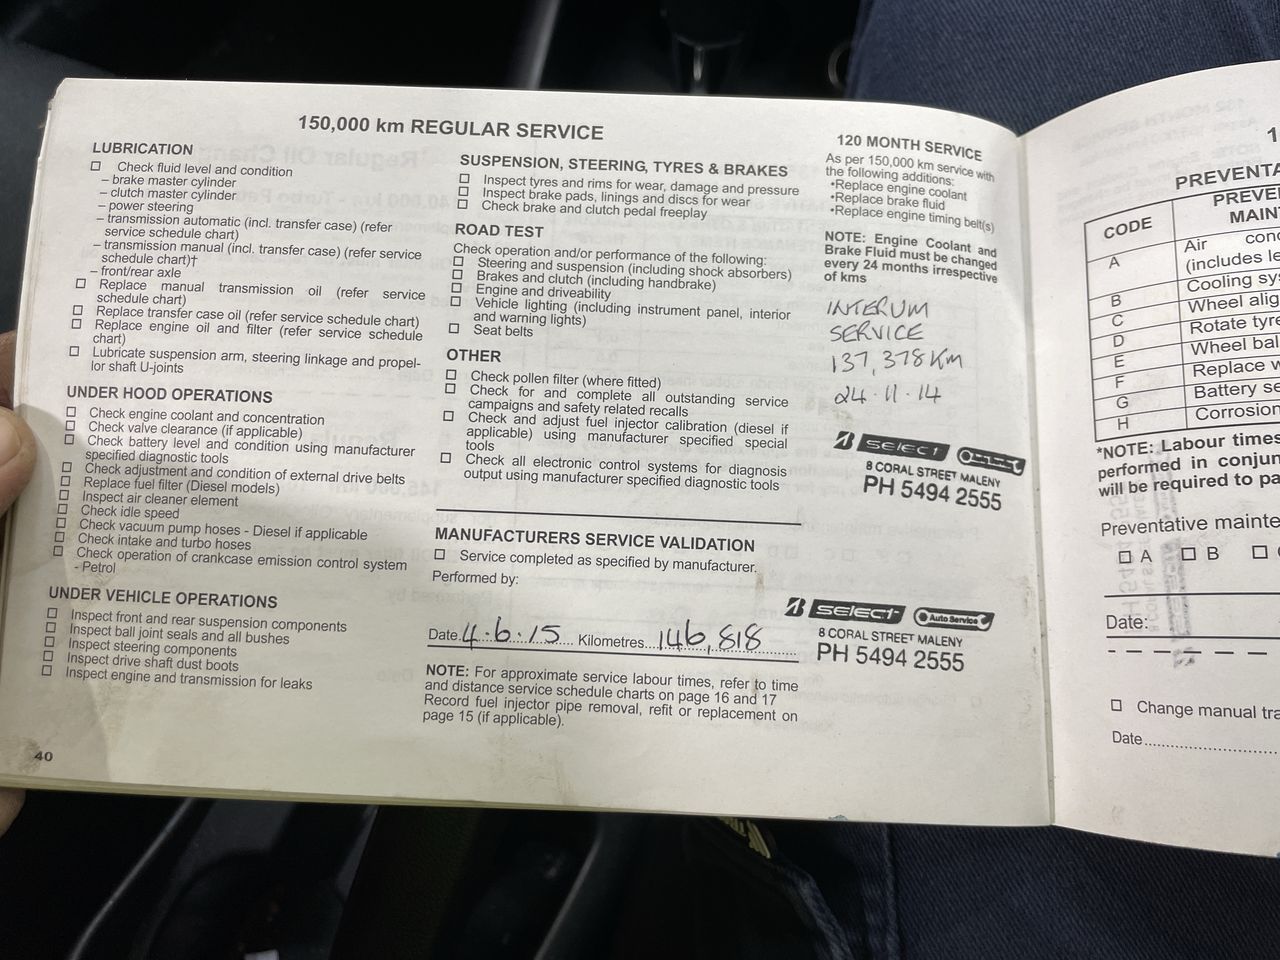 150,000 km REGULAR SERVICE
LUBRICATION
☐ Check fluid level and condition
– brake master cylinder
– clutch master cylinder
– power steering
– transmission automatic (incl. transfer case) (refer
service schedule chart)
– transmission manual (incl. transfer case) (refer service
schedule chart)†
– front/rear axle
☐ Replace manual transmission oil (refer service
schedule chart)
☐ Replace transfer case oil (refer service schedule chart)
☐ Replace engine oil and filter (refer service schedule
chart)
☐ Lubricate suspension arm, steering linkage and propel-
lor shaft U-joints
UNDER HOOD OPERATIONS
☐ Check engine coolant and concentration
☐ Check valve clearance (if applicable)
☐ Check battery level and condition using manufacturer
specified diagnostic tools
☐ Check adjustment and condition of external drive belts
☐ Replace fuel filter (Diesel models)
☐ Inspect air cleaner element
☐ Check idle speed
☐ Check vacuum pump hoses - Diesel if applicable
☐ Check intake and turbo hoses
☐ Check operation of crankcase emission control system
- Petrol
UNDER VEHICLE OPERATIONS
☐ Inspect front and rear suspension components
☐ Inspect ball joint seals and all bushes
☐ Inspect steering components
☐ Inspect drive shaft dust boots
☐ Inspect engine and transmission for leaks
40
SUSPENSION, STEERING, TYRES & BRAKES
☐ Inspect tyres and rims for wear, damage and pressure
☐ Inspect brake pads, linings and discs for wear
☐ Check brake and clutch pedal freeplay
ROAD TEST
Check operation and/or performance of the following:
☐ Steering and suspension (including shock absorbers)
☐ Brakes and clutch (including handbrake)
☐ Engine and driveability
☐ Vehicle lighting (including instrument panel, interior
and warning lights)
☐ Seat belts
OTHER
☐ Check pollen filter (where fitted)
☐ Check for and complete all outstanding service
campaigns and safety related recalls
☐ Check and adjust fuel injector calibration (diesel if
applicable) using manufacturer specified special
tools
☐ Check all electronic control systems for diagnosis
output using manufacturer specified diagnostic tools
MANUFACTURERS SERVICE VALIDATION
☐ Service completed as specified by manufacturer.
Performed by:
Date 4.6.15 Kilometres 146,818
NOTE: For approximate service labour times, refer to time
and distance service schedule charts on page 16 and 17
Record fuel injector pipe removal, refit or replacement on
page 15 (if applicable).
120 MONTH SERVICE
As per 150,000 km service with
the following additions:
•Replace engine coolant
•Replace brake fluid
•Replace engine timing belt(s)
NOTE: Engine Coolant and
Brake Fluid must be changed
every 24 months irrespective
of kms
INTERUM
SERVICE
137,378 KM
24.11.14
SELECT
8 CORAL STREET MALENY
PH 5494 2555
SELECT Auto Service
8 CORAL STREET MALENY
PH 5494 2555
PREVENTA
CODE
PREVE
MAIN
A
Air cond
(includes le
B
Cooling sys
C
Wheel alig
D
Rotate tyre
E
Wheel bal
F
Replace w
G
Battery se
H
Corrosion
*NOTE: Labour times
performed in conjun
will be required to pa
Preventative mainte
☐ A ☐ B ☐
Date:
☐ Change manual tra
Date